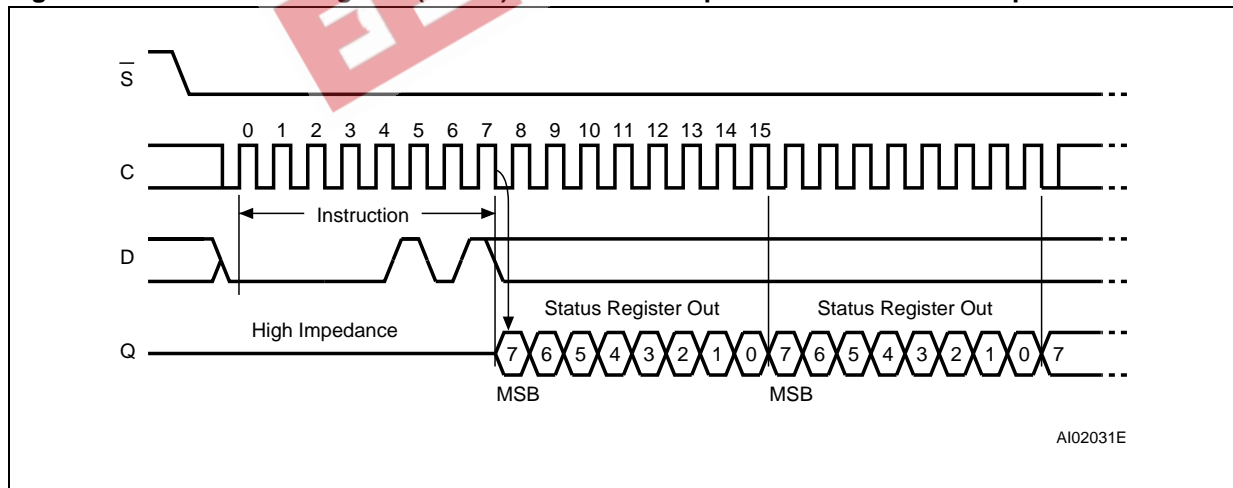 S
0 1 2 3 4 5 6 7 8 9 10 11 12 13 14 15
C
Instruction
D
Status Register Out Status Register Out
High Impedance
Q
7 6 5 4 3 2 1 0 7 6 5 4 3 2 1 0 7
MSB MSB
AI02031E